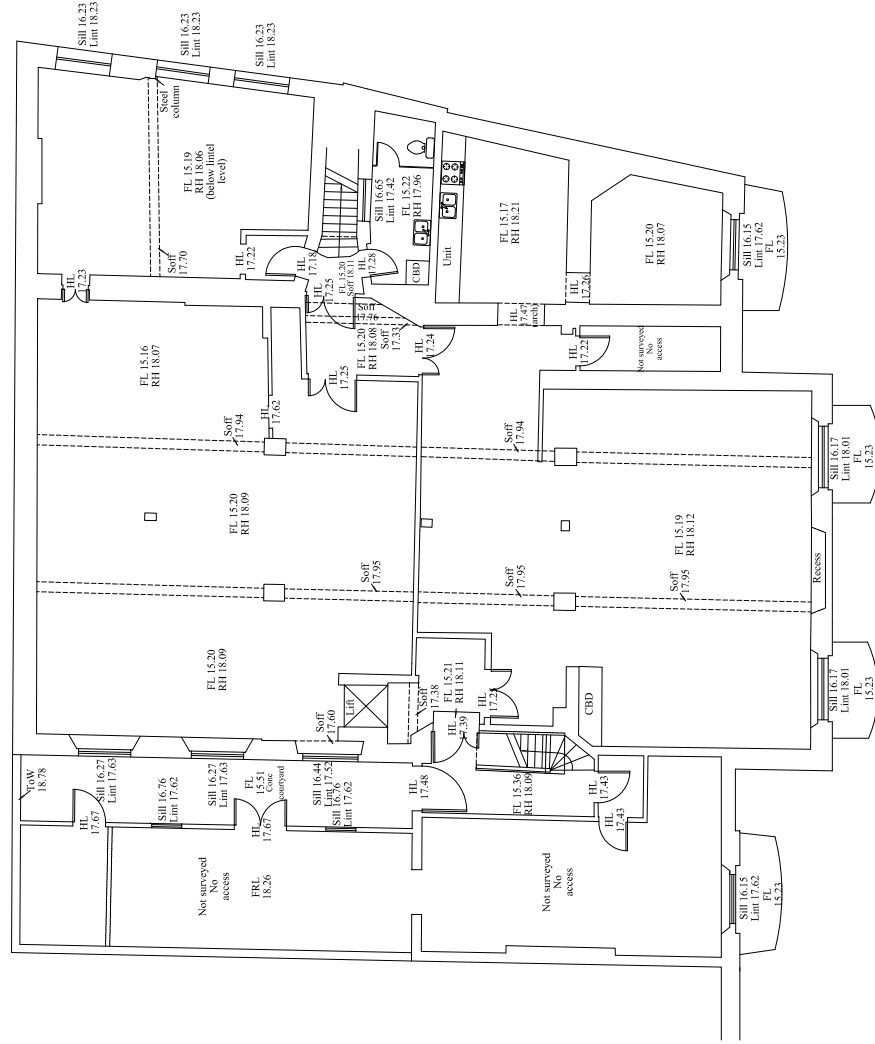 Sill 16.23
Lint 18.23
Sill 16.23
Lint 18.23
Sill 16.23
Lint 18.23
Steel
column
FL 15.19
RH 18.06
(below lintel
level)
Soff
17.70
HL
17.22
HL
17.23
HL
17.18
FL 15.20
Soff 18.11
HL
17.28
HL
17.25
Sill 16.65
Lint 17.42
FL 15.22
RH 17.96
CBD
Unit
FL 15.17
RH 18.21
HL
17.26
FL 15.20
RH 18.07
Sill 16.15
Lint 17.62
FL
15.23
Soff
17.76
Soff
17.33
FL 15.20
RH 18.08
HL
17.24
HL
17.47
(arch)
HL
17.22
Not surveyed
No
access
HL
17.25
FL 15.16
RH 18.07
HL
17.62
Soff
17.94
Soff
17.94
Sill 16.17
Lint 18.01
FL
15.23
FL 15.20
RH 18.09
FL 15.19
RH 18.12
Recess
Soff
17.95
Soff
17.95
Soff
17.95
FL 15.20
RH 18.09
Lift
Soff
17.38
FL 15.21
RH 18.11
HL
17.25
CBD
Sill 16.17
Lint 18.01
FL
15.23
Soff
17.60
HL
17.39
ToW
18.78
Sill 16.27
Lint 17.63
Sill 16.76
Lint 17.62
Sill 16.27
Lint 17.63
FL
15.51
Conc
courtyard
Sill 16.44
Lint 17.52
Sill 16.76
Lint 17.62
HL
17.48
FL 15.36
RH 18.09
HL
17.43
HL
17.43
HL
17.67
HL
17.67
Not surveyed
No
access
FRL
18.26
Not surveyed
No
access
Sill 16.15
Lint 17.62
FL
15.23